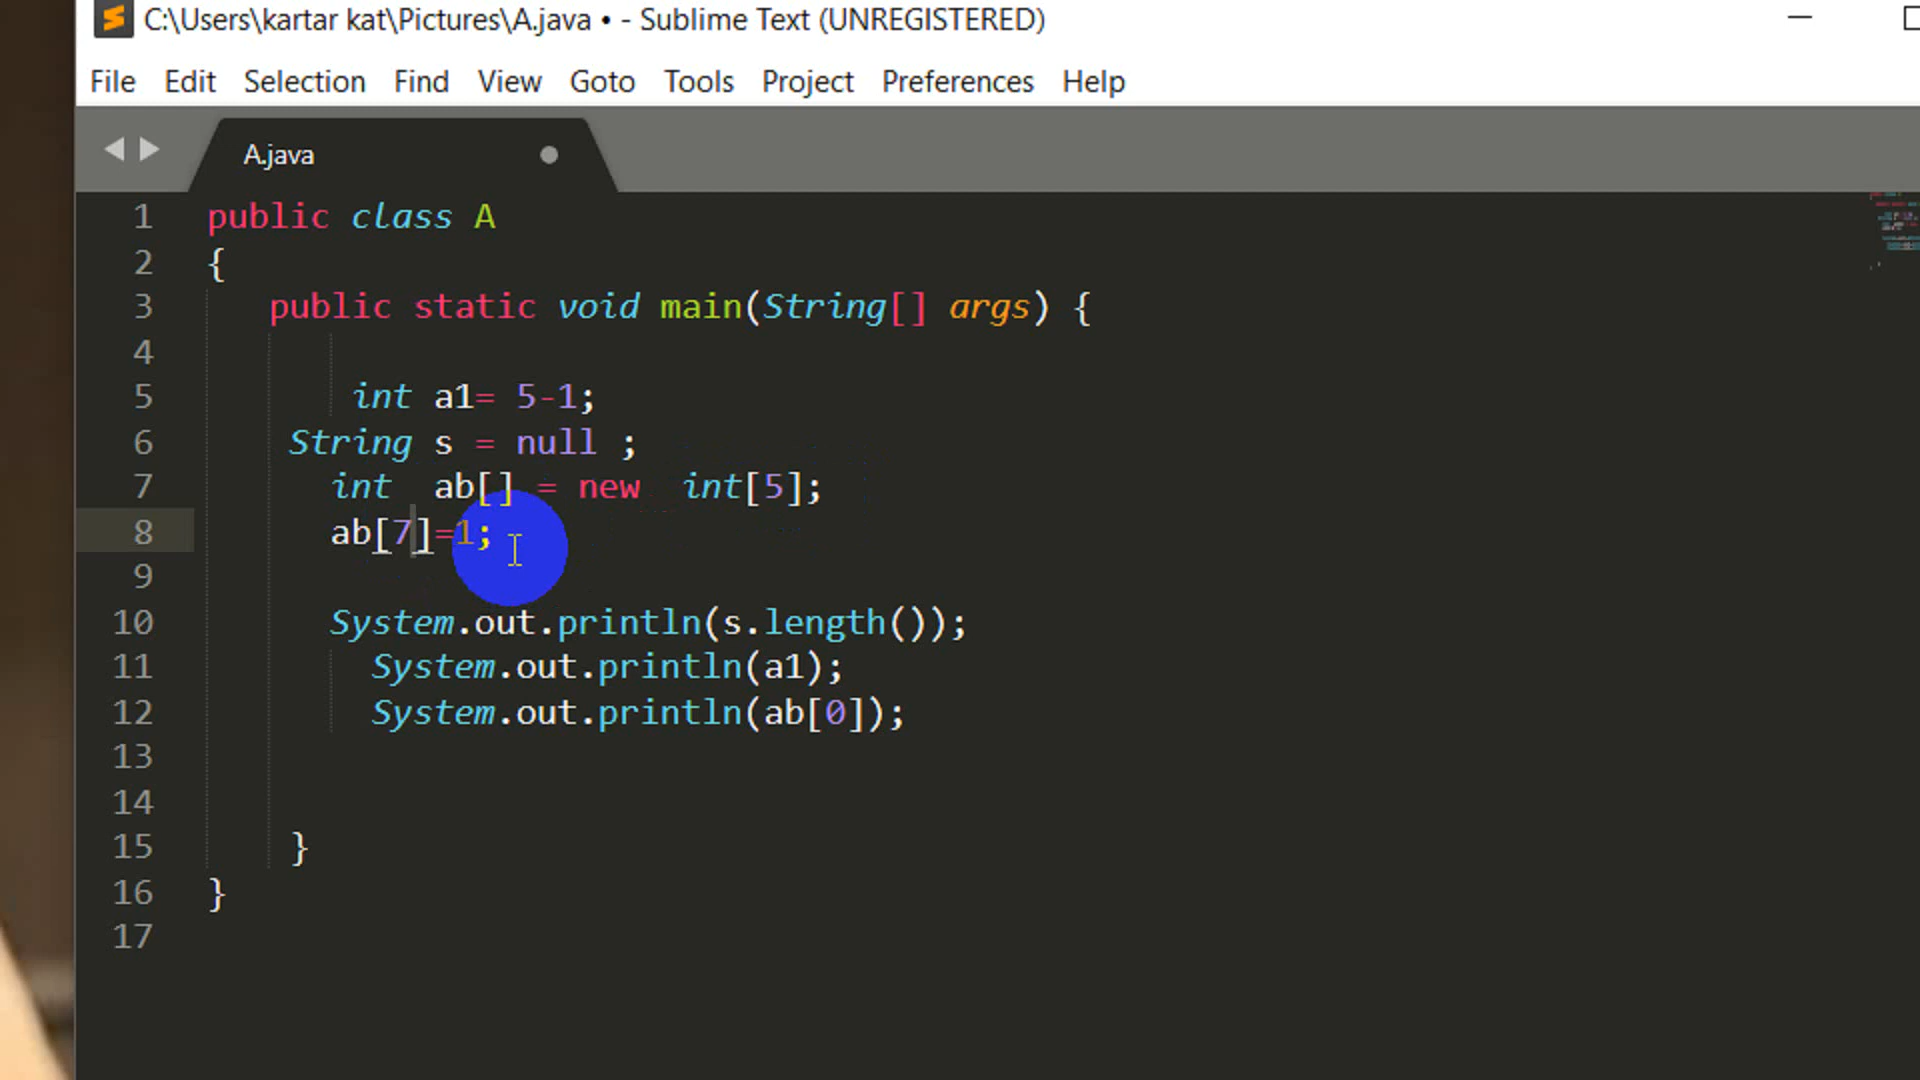 C:\Users\kartar kat\Pictures\A.java • - Sublime Text (UNREGISTERED)
File Edit Selection Find View Goto Tools Project Preferences Help
A.java
1 public class A
2 {
3 public static void main(String[] args) {
4
5 int a1= 5-1;
6 String s = null ;
7 int ab[] = new int[5];
8 ab[7]=1;
9
10 System.out.println(s.length());
11 System.out.println(a1);
12 System.out.println(ab[0]);
13
14
15 }
16 }
17